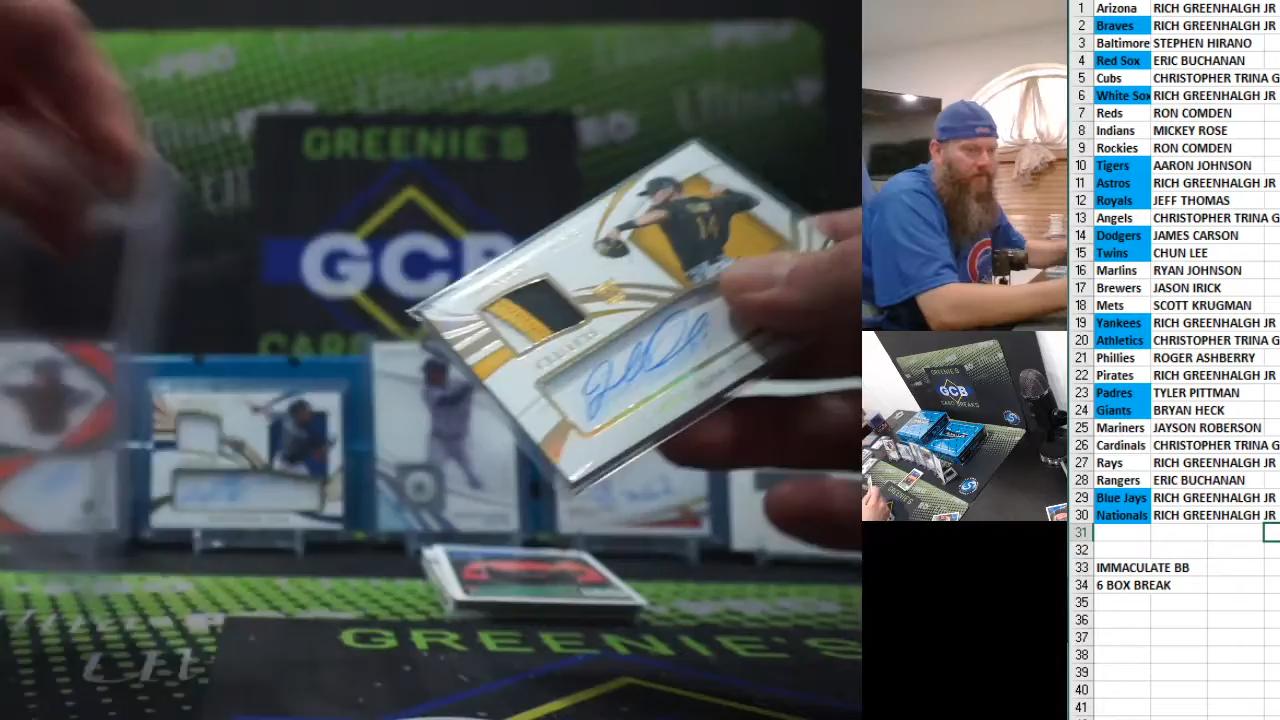 GREENIE'S
GCB
14
GREENIE'S
GREENIE'S
GCB
CARD BREAKS
1 Arizona RICH GREENHALGH JR
2 Braves RICH GREENHALGH JR
3 Baltimore STEPHEN HIRANO
4 Red Sox ERIC BUCHANAN
5 Cubs CHRISTOPHER TRINA G
6 White Sox RICH GREENHALGH JR
7 Reds RON COMDEN
8 Indians MICKEY ROSE
9 Rockies RON COMDEN
10 Tigers AARON JOHNSON
11 Astros RICH GREENHALGH JR
12 Royals JEFF THOMAS
13 Angels CHRISTOPHER TRINA G
14 Dodgers JAMES CARSON
15 Twins CHUN LEE
16 Marlins RYAN JOHNSON
17 Brewers JASON IRICK
18 Mets SCOTT KRUGMAN
19 Yankees RICH GREENHALGH JR
20 Athletics CHRISTOPHER TRINA G
21 Phillies ROGER ASHBERRY
22 Pirates RICH GREENHALGH JR
23 Padres TYLER PITTMAN
24 Giants BRYAN HECK
25 Mariners JAYSON ROBERSON
26 Cardinals CHRISTOPHER TRINA G
27 Rays RICH GREENHALGH JR
28 Rangers ERIC BUCHANAN
29 Blue Jays RICH GREENHALGH JR
30 Nationals RICH GREENHALGH JR
31
32
33 IMMACULATE BB
34 6 BOX BREAK
35
36
37
38
39
40
41